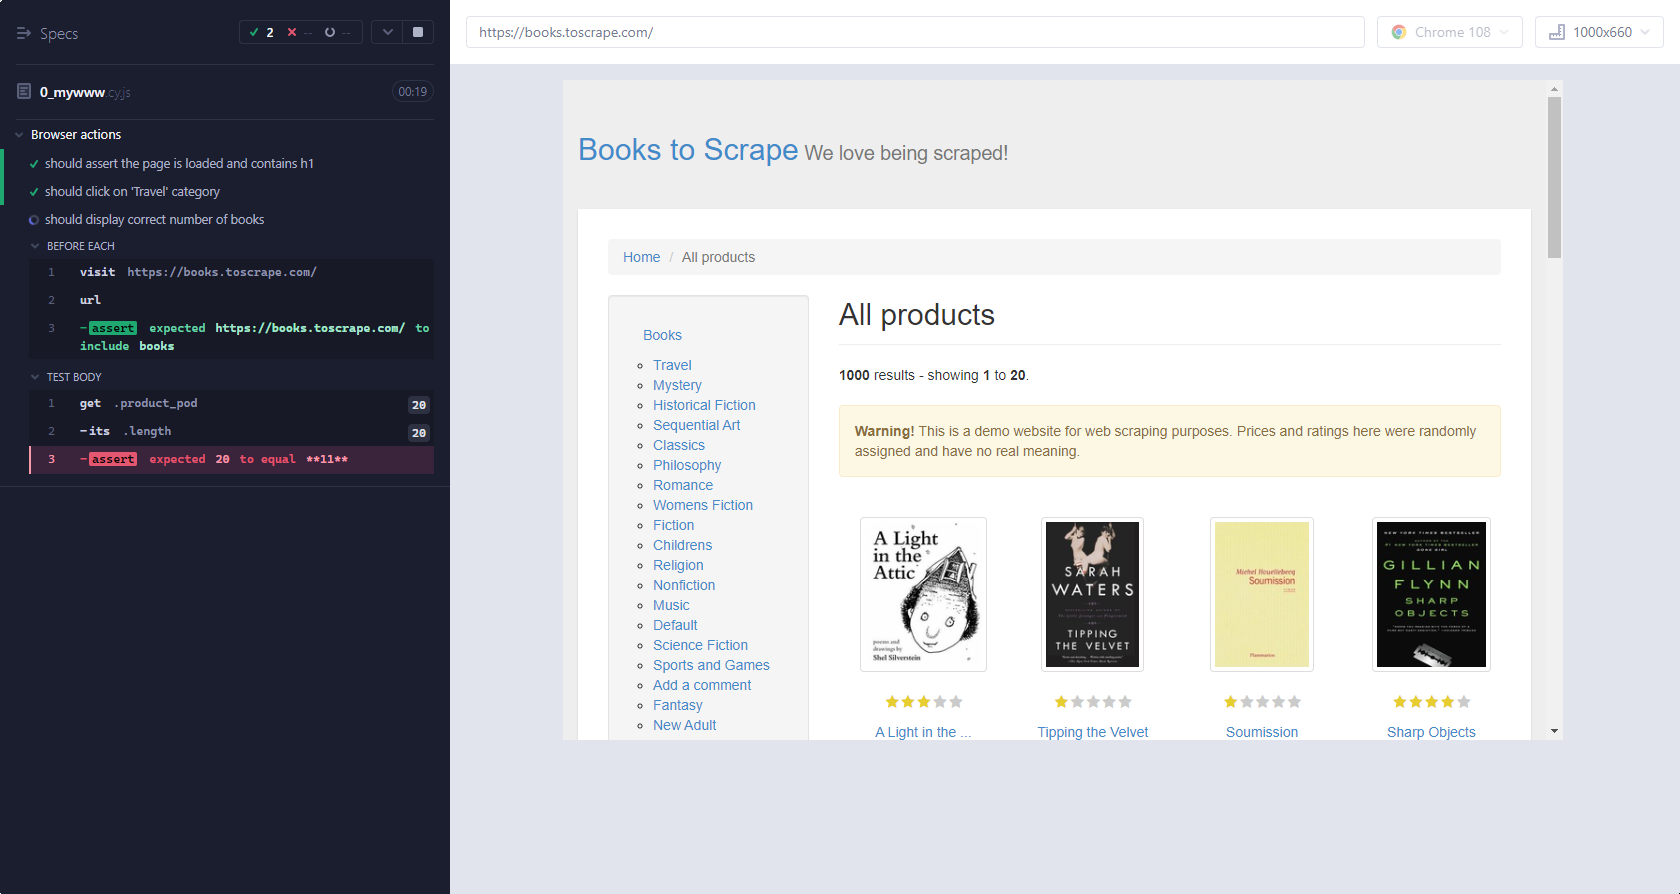 Specs
2 -- --
0_mywww.cy.js 00:19
Browser actions
should assert the page is loaded and contains h1
should click on 'Travel' category
should display correct number of books
BEFORE EACH
1 visit https://books.toscrape.com/
2 url
3 -assert expected https://books.toscrape.com/ to
include books
TEST BODY
1 get .product_pod 20
2 -its .length 20
3 -assert expected 20 to equal **11**
https://books.toscrape.com/
Chrome 108
1000x660
Books to Scrape We love being scraped!
Home / All products
Books
Travel
Mystery
Historical Fiction
Sequential Art
Classics
Philosophy
Romance
Womens Fiction
Fiction
Childrens
Religion
Nonfiction
Music
Default
Science Fiction
Sports and Games
Add a comment
Fantasy
New Adult
All products
1000 results - showing 1 to 20.
Warning! This is a demo website for web scraping purposes. Prices and ratings here were randomly
assigned and have no real meaning.
A Light
in the
Attic
poems and
drawings by
Shel Silverstein
SARAH
WATERS
TIPPING
THE VELVET
Michel Houellebecq
Soumission
Flammarion
NEW YORK TIMES BESTSELLER
GILLIAN
FLYNN
SHARP
OBJECTS
A Light in the ...
Tipping the Velvet
Soumission
Sharp Objects